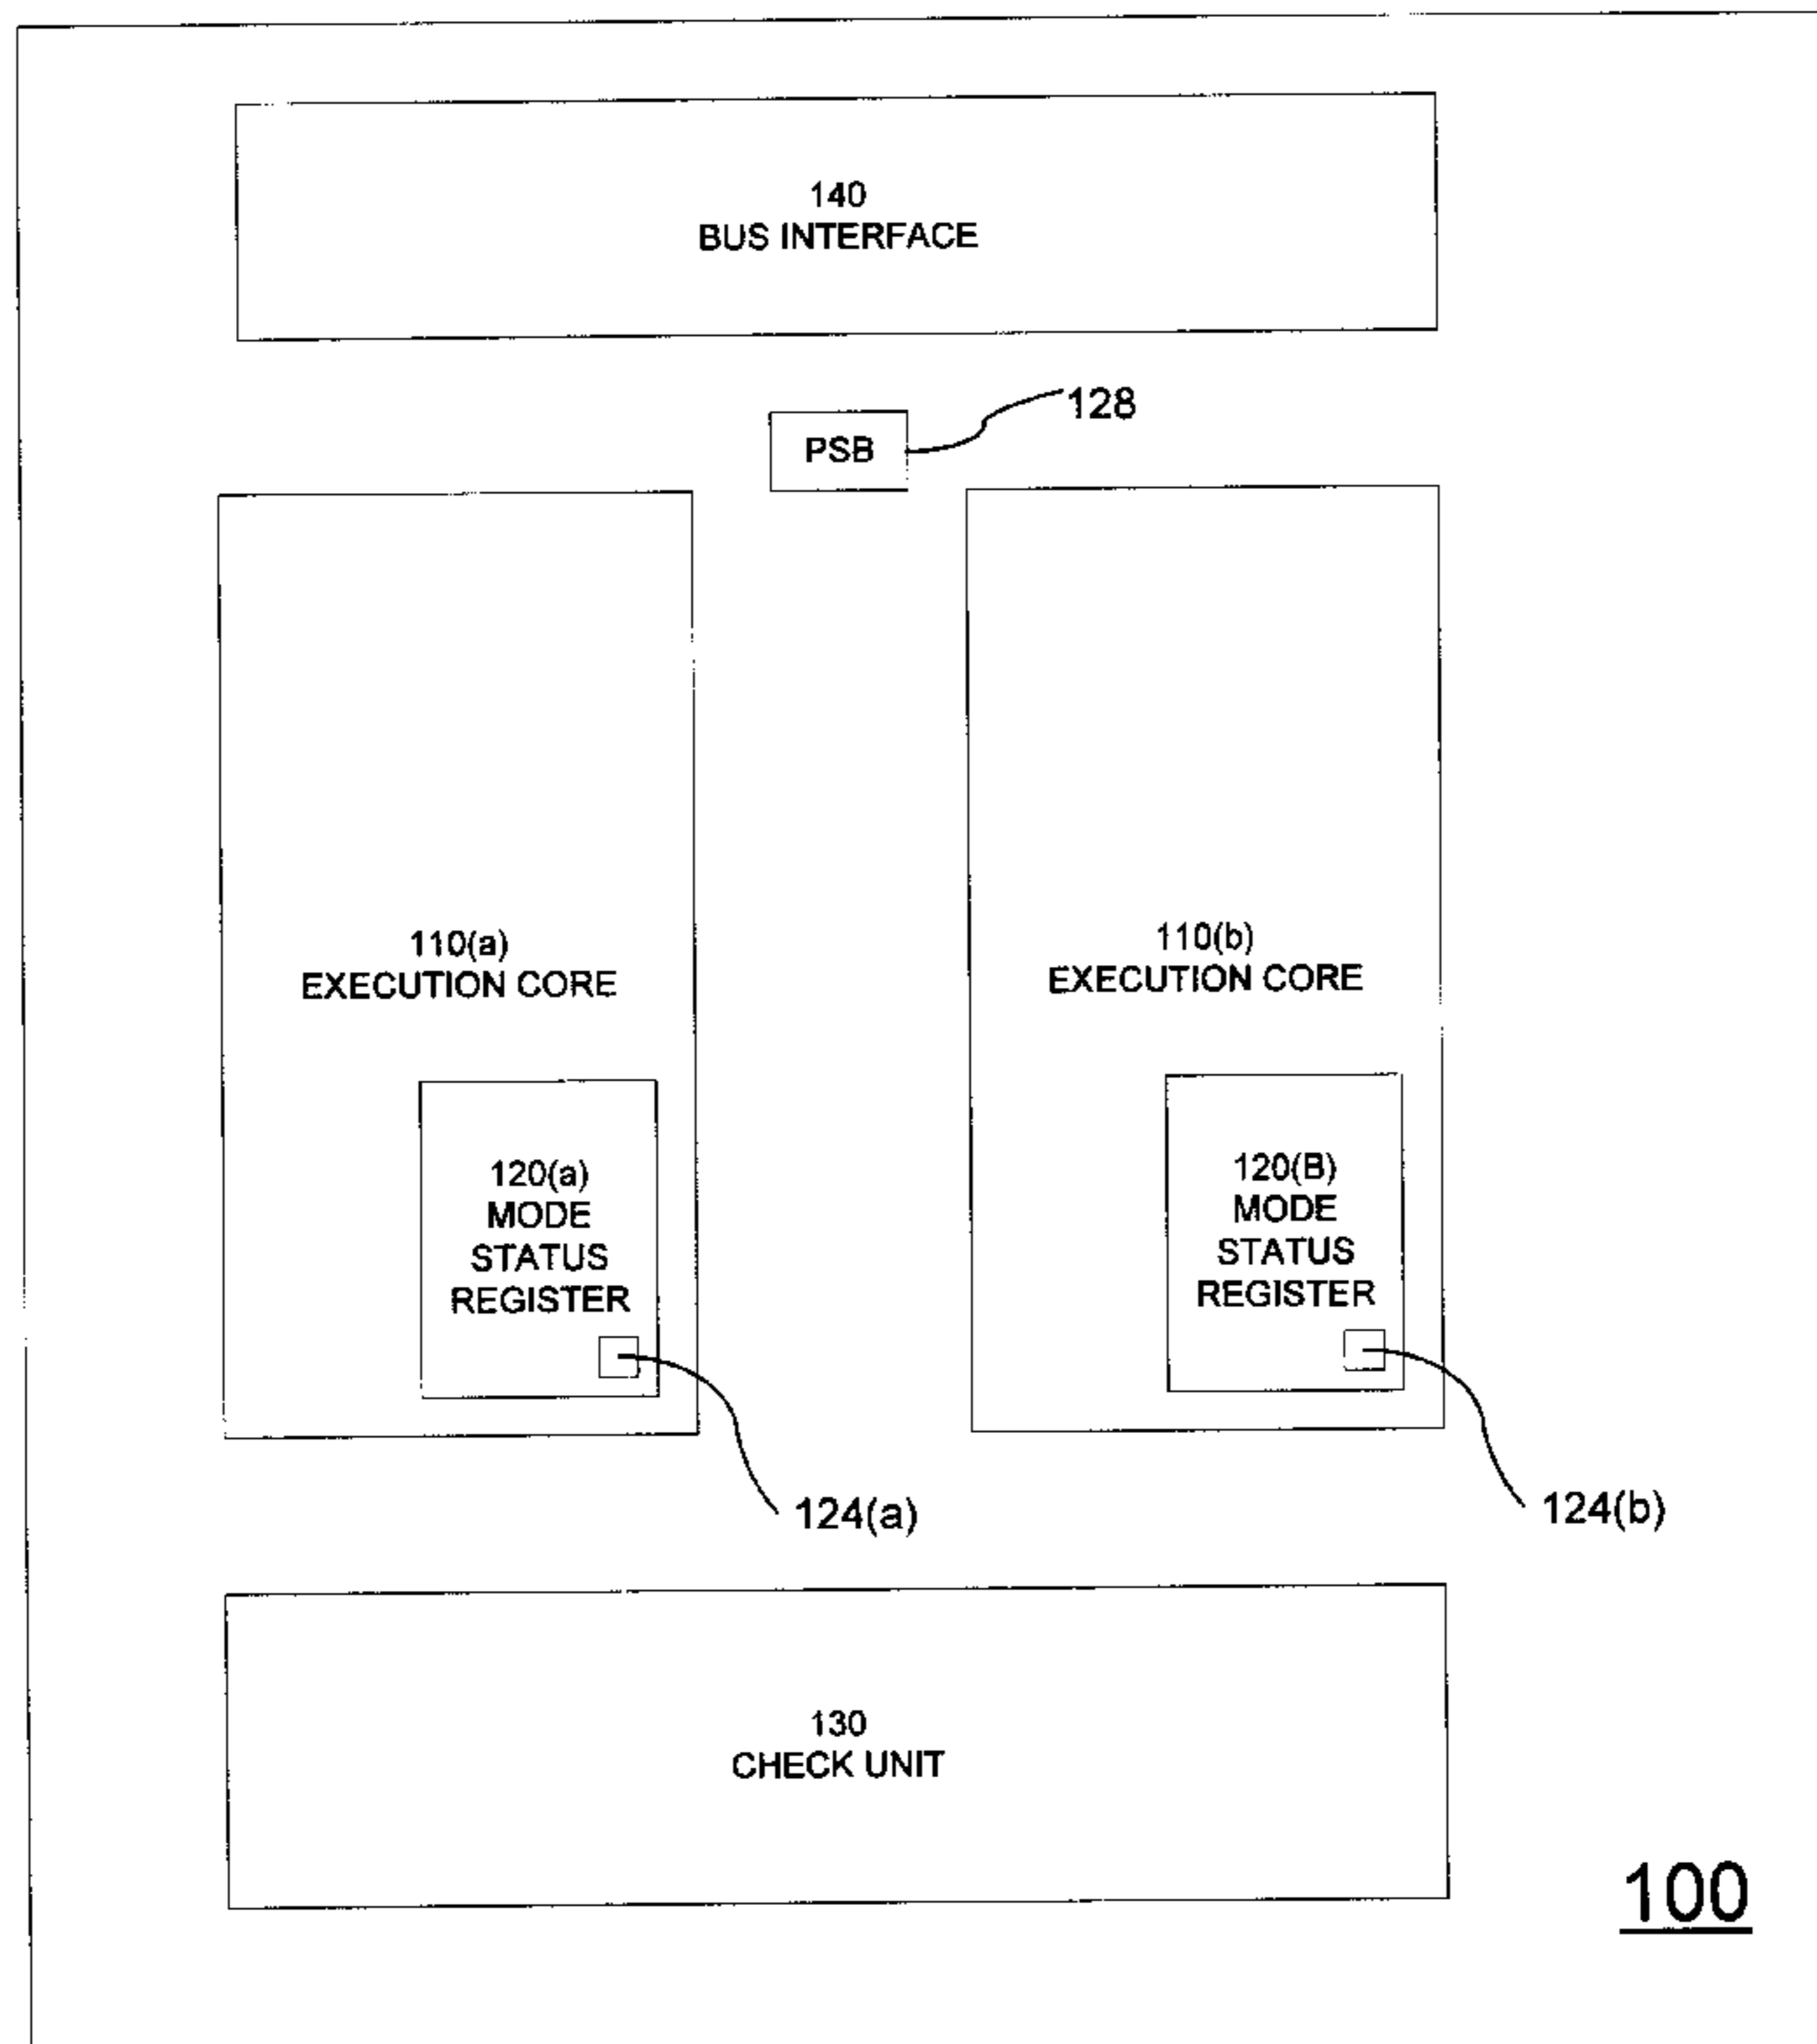 140
BUS INTERFACE
128
PSB
110(a)
EXECUTION CORE
110(b)
EXECUTION CORE
120(a)
MODE
STATUS
REGISTER
120(B)
MODE
STATUS
REGISTER
124(a)
124(b)
130
CHECK UNIT
100